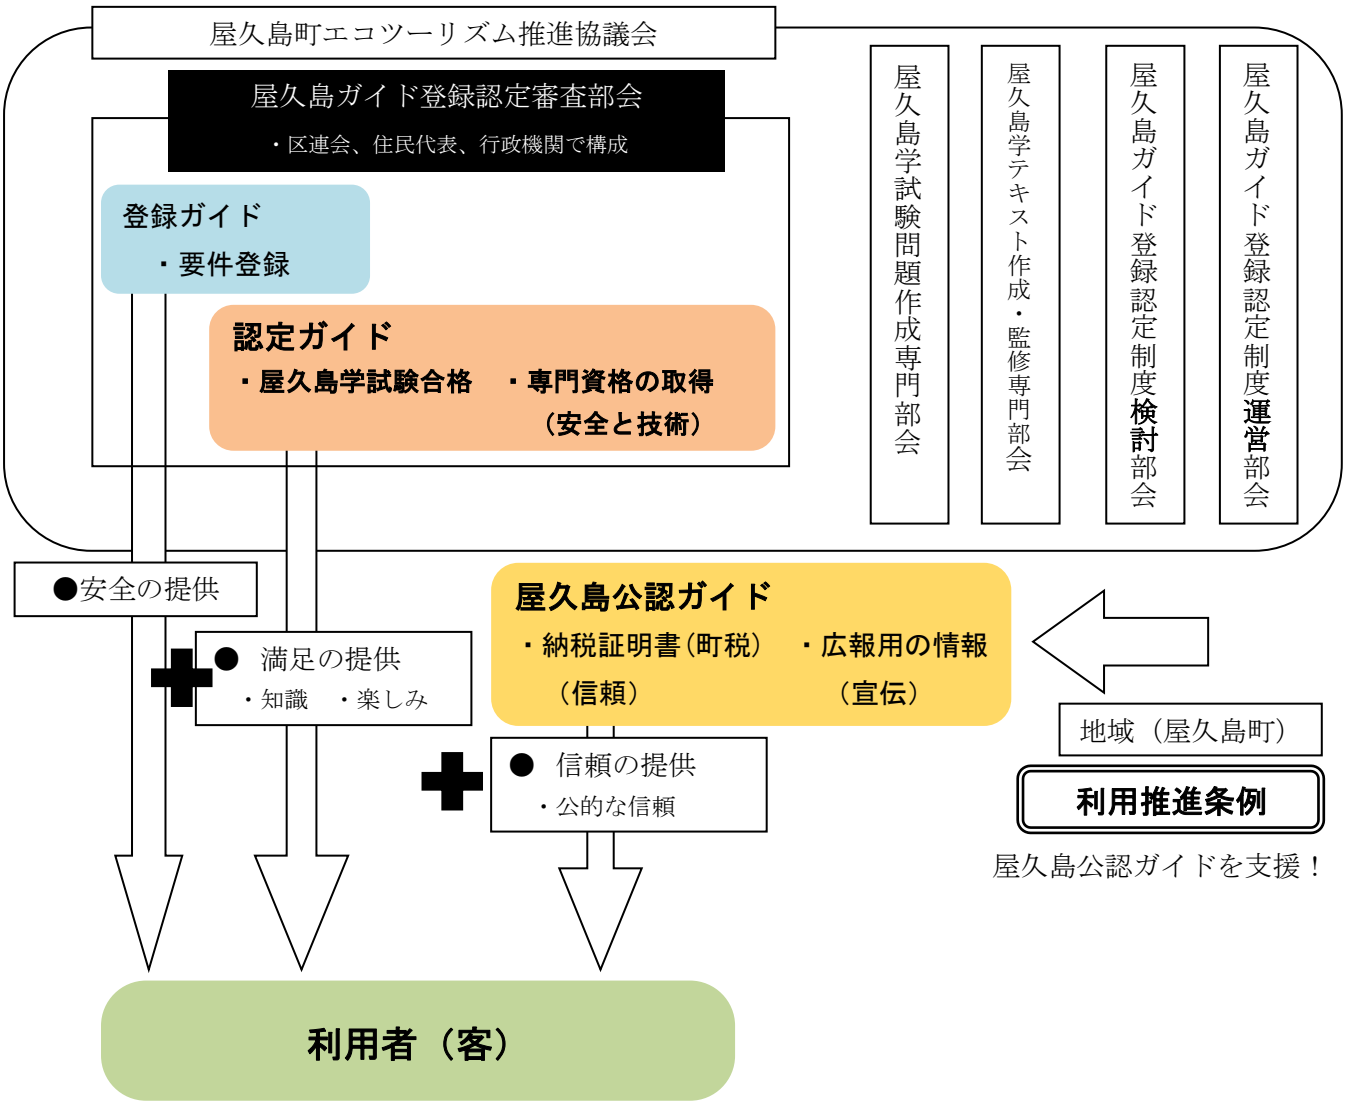 屋久島町エコツーリズム推進協議会
屋久島ガイド登録認定審査部会
・区連会、住民代表、行政機関で構成
登録ガイド
・要件登録
認定ガイド
・屋久島学試験合格 ・専門資格の取得
(安全と技術)
屋久島学試験問題作成専門部会
屋久島学テキスト作成・監修専門部会
屋久島ガイド登録認定制度検討部会
屋久島ガイド登録認定制度運営部会
●安全の提供
● 満足の提供
・知識 ・楽しみ
屋久島公認ガイド
・納税証明書(町税) ・広報用の情報
(信頼) (宣伝)
● 信頼の提供
・公的な信頼
地域(屋久島町)
利用推進条例
屋久島公認ガイドを支援!
利用者(客)